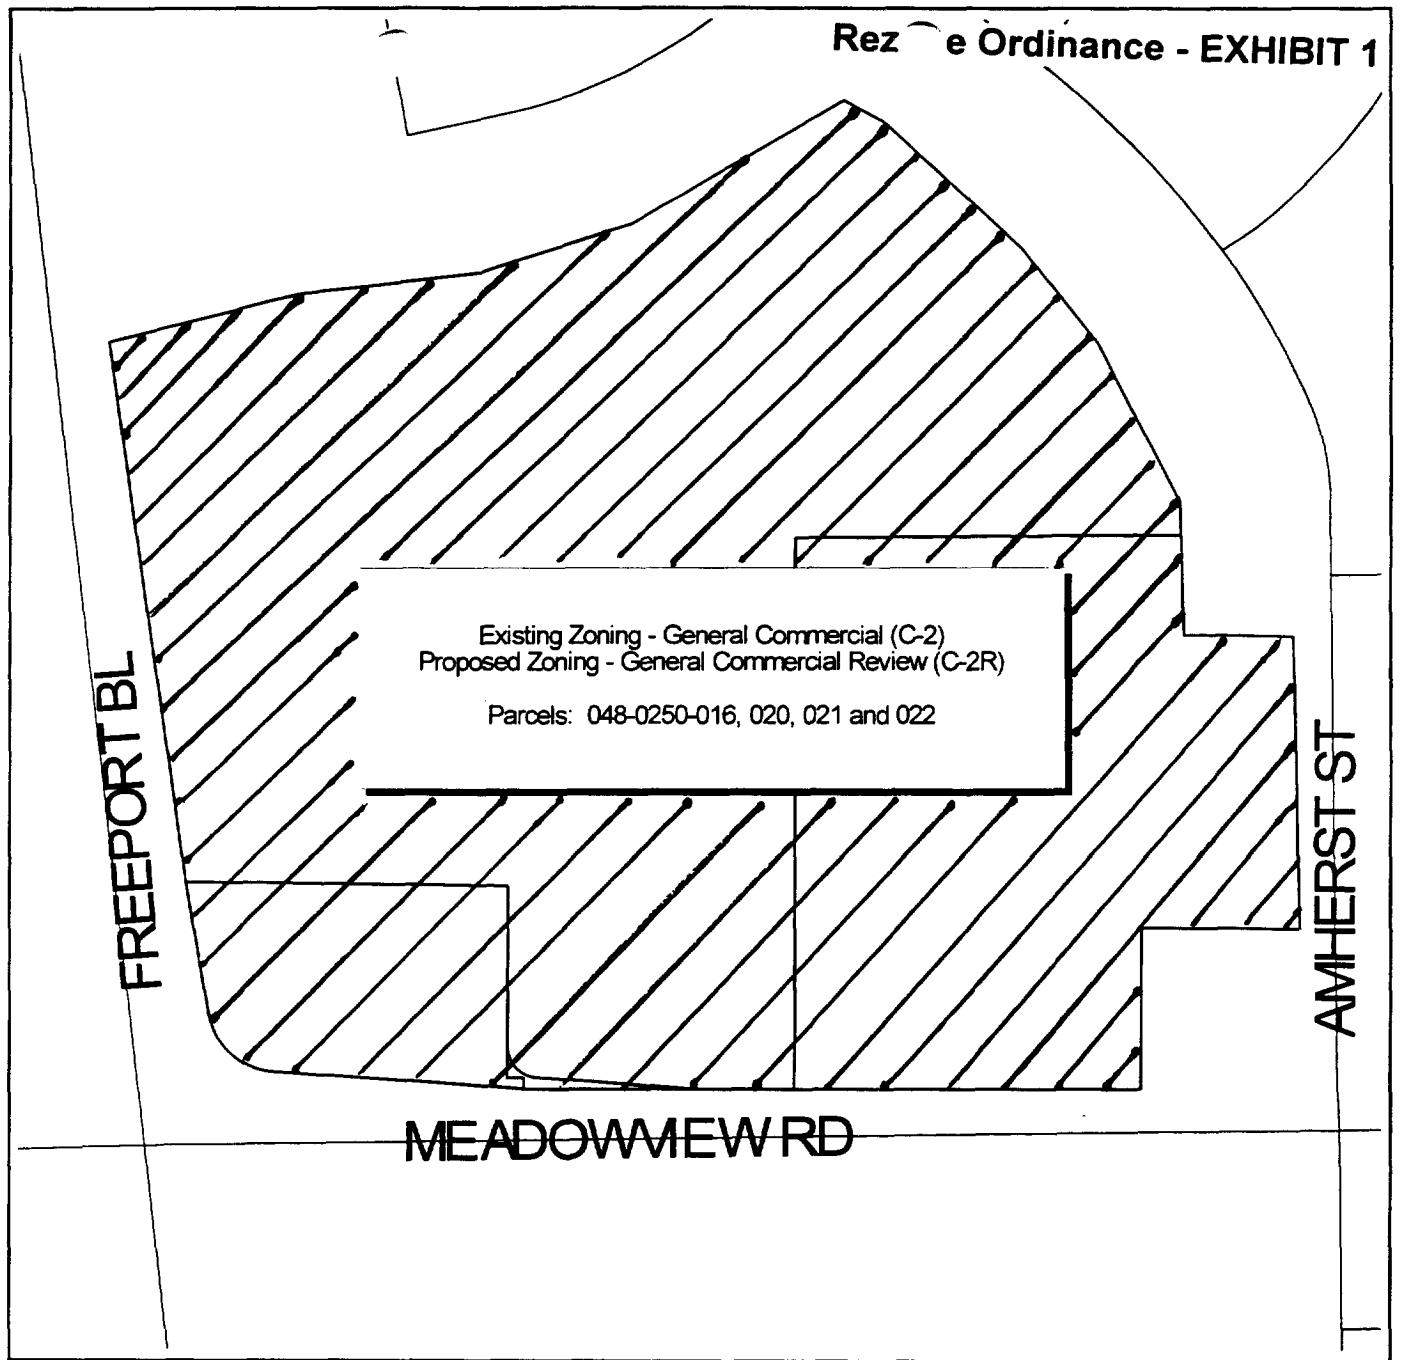 Rez e Ordinance - EXHIBIT 1
Existing Zoning - General Commercial (C-2)
Proposed Zoning - General Commercial Review (C-2R)
Parcels: 048-0250-016, 020, 021 and 022
FREEPORT BL
AMHERST ST
MEADOWVIEW RD